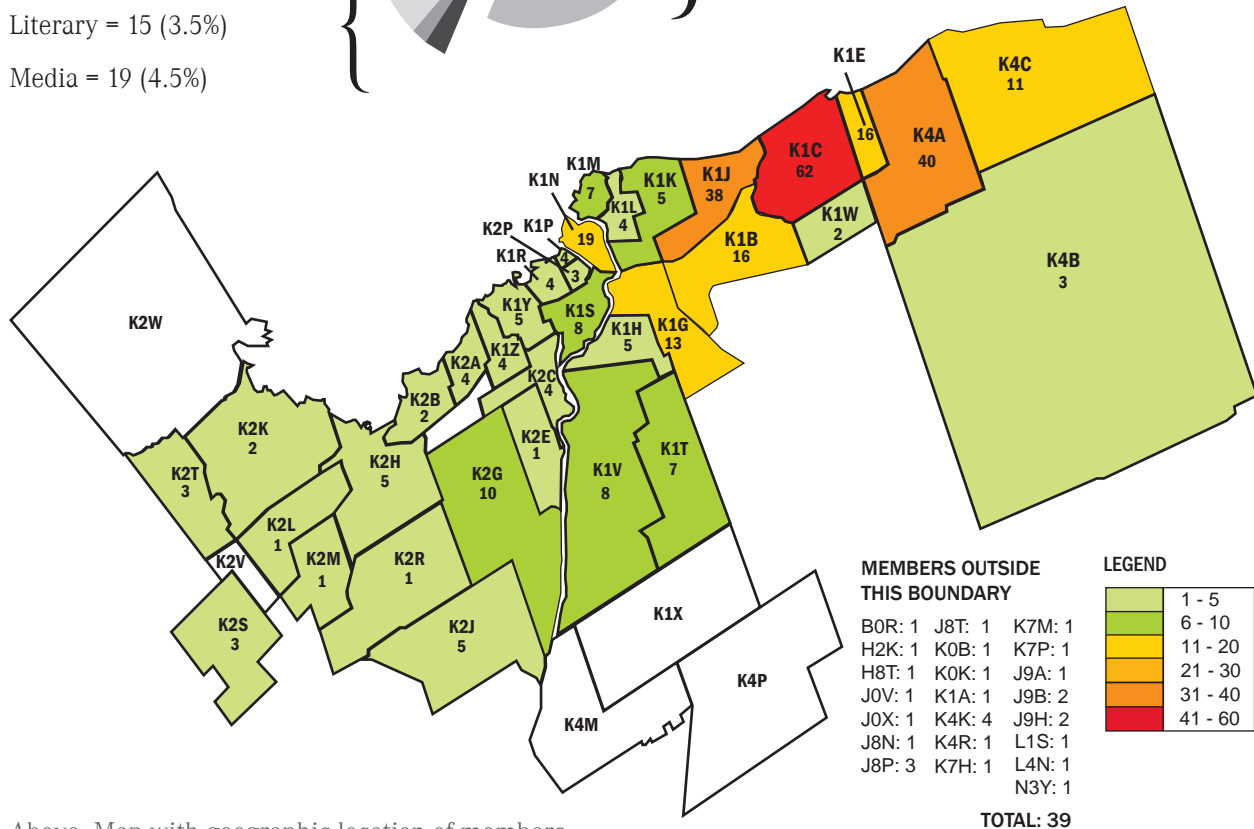 Literary = 15 (3.5%)
Media = 19 (4.5%)
K1E
16
K4C
11
K4A
40
K1C
62
K1J
38
K1M
7
K1K
5
K1L
4
K1N
19
K1W
2
K1B
16
K4B
3
K1P
4
K2P
3
K1R
4
K1S
8
K1Y
5
K1H
5
K1G
13
K1Z
4
K2A
4
K2C
4
K2B
2
K2W
K2K
2
K2H
5
K2E
1
K2T
3
K2G
10
K1V
8
K1T
7
K2L
1
K2V
K2M
1
K2R
1
K2S
3
K2J
5
K1X
K4P
K4M
MEMBERS OUTSIDE
THIS BOUNDARY
B0R: 1 J8T: 1 K7M: 1
H2K: 1 K0B: 1 K7P: 1
H8T: 1 K0K: 1 J9A: 1
J0V: 1 K1A: 1 J9B: 2
J0X: 1 K4K: 4 J9H: 2
J8N: 1 K4R: 1 L1S: 1
J8P: 3 K7H: 1 L4N: 1
N3Y: 1
TOTAL: 39
LEGEND
1 - 5
6 - 10
11 - 20
21 - 30
31 - 40
41 - 60
Above: Map with geographic location of members